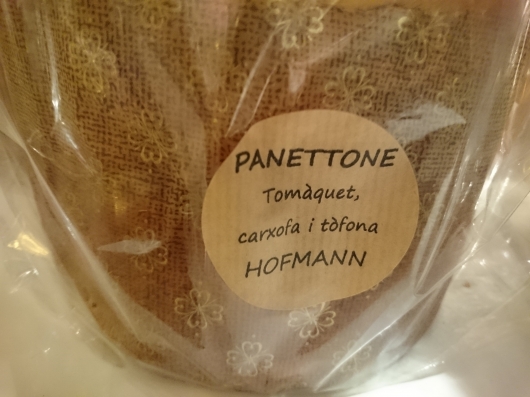 PANETTONE
Tomàquet,
carxofa i tòfona
HOFMANN